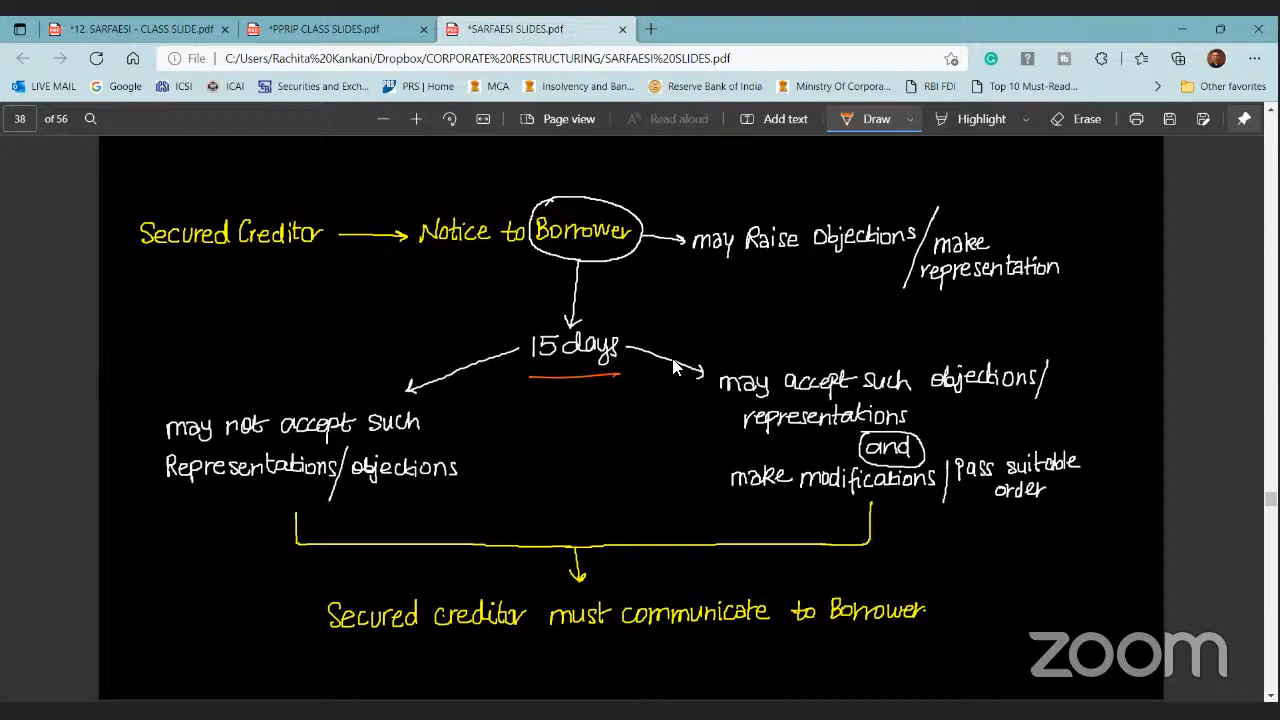 *12. SARFAESI - CLASS SLIDE.pdf
*PPRIP CLASS SLIDES.pdf
*SARFAESI SLIDES.pdf
File
C:/Users/Rachita%20Kankani/Dropbox/CORPORATE%20RESTRUCTURING/SARFAESI%20SLIDES.pdf
LIVE MAIL
Google
ICSI
ICAI
Securities and Exch...
PRS | Home
MCA
Insolvency and Ban...
Reserve Bank of India
Ministry Of Corpora...
RBI FDI
Top 10 Must-Read...
Other favorites
38 of 56
Page view
Read aloud
Add text
Draw
Highlight
Erase
Secured Creditor
Notice to Borrower
may Raise Objections/
make
representation
15 days
may not accept such
Representations/objections
may accept such objections/
representations
and
make modifications/
Pass suitable
order
Secured creditor must communicate to Borrower
zoom